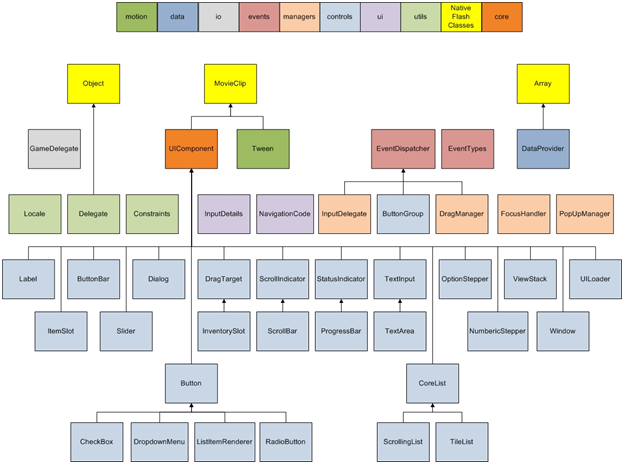 motion data io events managers controls ui utils Native Flash Classes core
Object MovieClip Array
GameDelegate UIComponent Tween EventDispatcher EventTypes DataProvider
Locale Delegate Constraints InputDetails NavigationCode InputDelegate ButtonGroup DragManager FocusHandler PopUpManager
Label ButtonBar Dialog DragTarget ScrollIndicator StatusIndicator TextInput OptionStepper ViewStack UILoader
ItemSlot Slider InventorySlot ScrollBar ProgressBar TextArea NumbericStepper Window
Button CoreList
CheckBox DropdownMenu ListItemRenderer RadioButton ScrollingList TileList